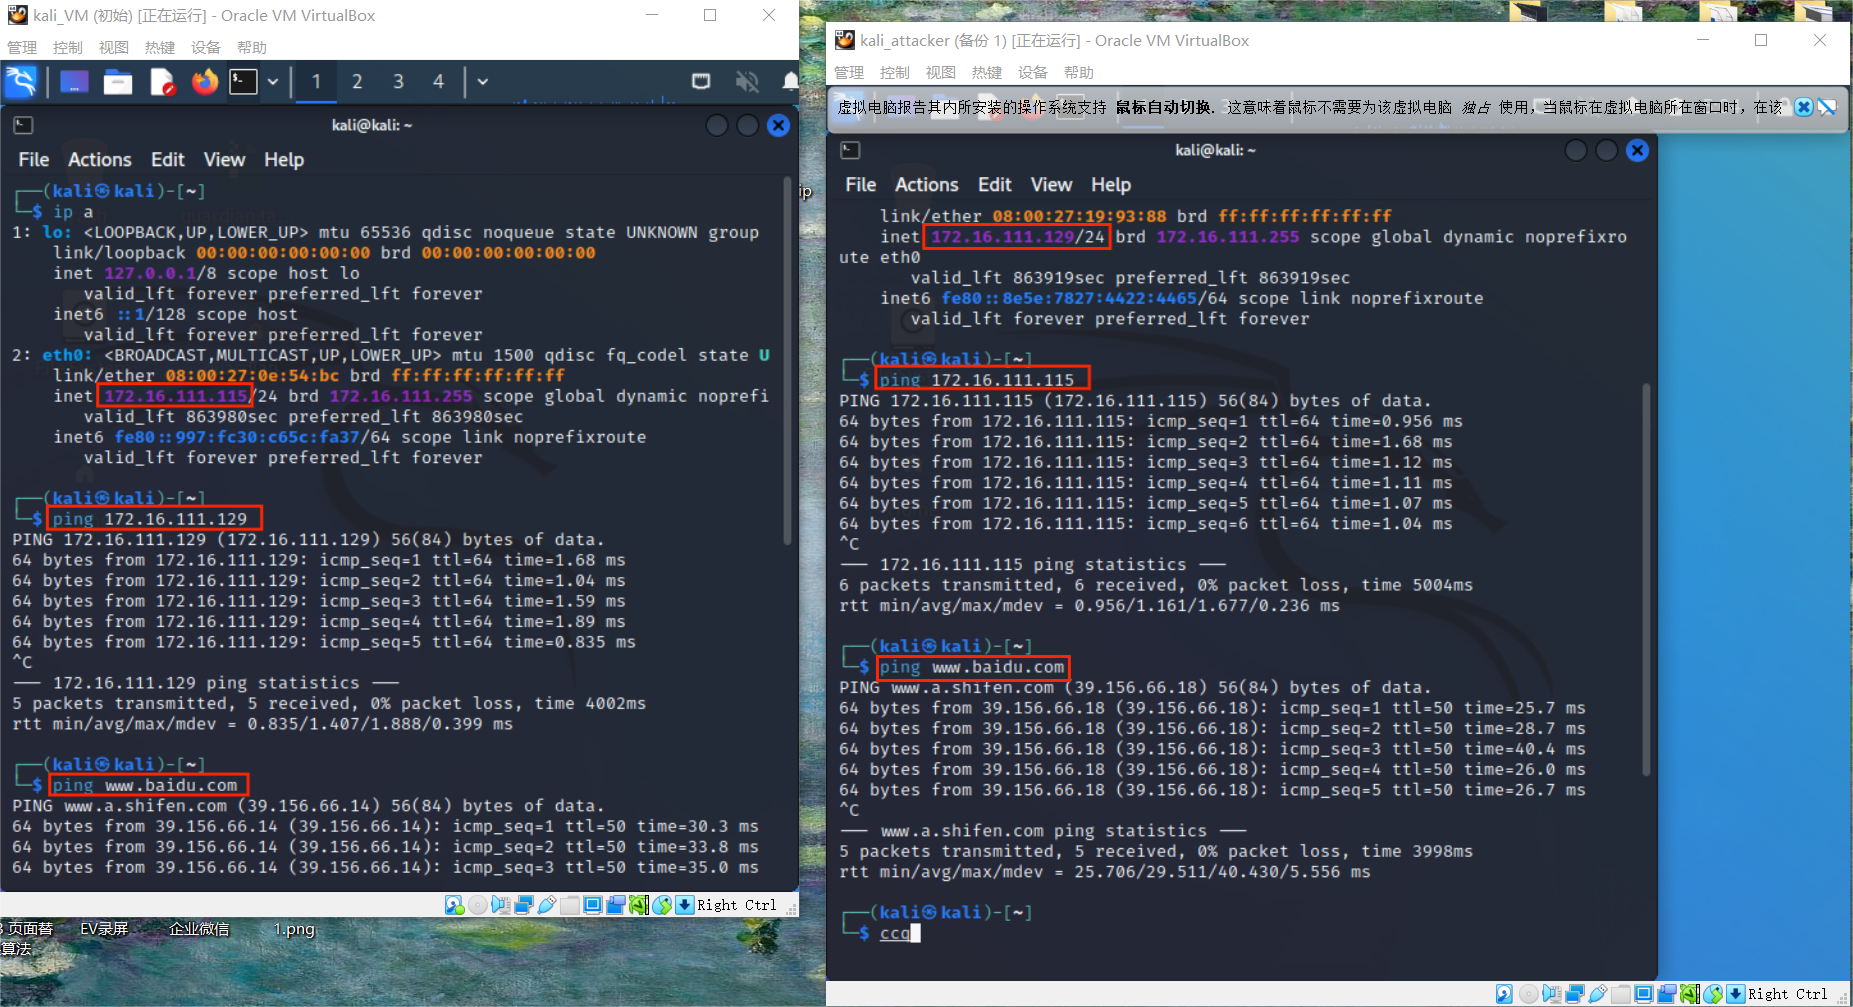 kali_VM (初始) [正在运行] - Oracle VM VirtualBox
管理 控制 视图 热键 设备 帮助
1 2 3 4
kali@kali: ~
File Actions Edit View Help
┌──(kali㉿kali)-[~]
└─$ ip a
1: lo: <LOOPBACK,UP,LOWER_UP> mtu 65536 qdisc noqueue state UNKNOWN group
link/loopback 00:00:00:00:00:00 brd 00:00:00:00:00:00
inet 127.0.0.1/8 scope host lo
valid_lft forever preferred_lft forever
inet6 ::1/128 scope host
valid_lft forever preferred_lft forever
2: eth0: <BROADCAST,MULTICAST,UP,LOWER_UP> mtu 1500 qdisc fq_codel state U
link/ether 08:00:27:0e:54:bc brd ff:ff:ff:ff:ff:ff
inet 172.16.111.115/24 brd 172.16.111.255 scope global dynamic noprefi
valid_lft 863980sec preferred_lft 863980sec
inet6 fe80::997:fc30:c65c:fa37/64 scope link noprefixroute
valid_lft forever preferred_lft forever
┌──(kali㉿kali)-[~]
└─$ ping 172.16.111.129
PING 172.16.111.129 (172.16.111.129) 56(84) bytes of data.
64 bytes from 172.16.111.129: icmp_seq=1 ttl=64 time=1.68 ms
64 bytes from 172.16.111.129: icmp_seq=2 ttl=64 time=1.04 ms
64 bytes from 172.16.111.129: icmp_seq=3 ttl=64 time=1.59 ms
64 bytes from 172.16.111.129: icmp_seq=4 ttl=64 time=1.89 ms
64 bytes from 172.16.111.129: icmp_seq=5 ttl=64 time=0.835 ms
^C
── 172.16.111.129 ping statistics ──
5 packets transmitted, 5 received, 0% packet loss, time 4002ms
rtt min/avg/max/mdev = 0.835/1.407/1.888/0.399 ms
┌──(kali㉿kali)-[~]
└─$ ping www.baidu.com
PING www.a.shifen.com (39.156.66.14) 56(84) bytes of data.
64 bytes from 39.156.66.14 (39.156.66.14): icmp_seq=1 ttl=50 time=30.3 ms
64 bytes from 39.156.66.14 (39.156.66.14): icmp_seq=2 ttl=50 time=33.8 ms
64 bytes from 39.156.66.14 (39.156.66.14): icmp_seq=3 ttl=50 time=35.0 ms
Right Ctrl
页面替 EV录屏 企业微信 1.png
算法
ip
kali_attacker (备份 1) [正在运行] - Oracle VM VirtualBox
管理 控制 视图 热键 设备 帮助
虚拟电脑报告其内所安装的操作系统支持 鼠标自动切换. 这意味着鼠标不需要为该虚拟电脑 独占 使用, 当鼠标在虚拟电脑所在窗口时, 在该
kali@kali: ~
File Actions Edit View Help
link/ether 08:00:27:19:93:88 brd ff:ff:ff:ff:ff:ff
inet 172.16.111.129/24 brd 172.16.111.255 scope global dynamic noprefixro
ute eth0
valid_lft 863919sec preferred_lft 863919sec
inet6 fe80::8e5e:7827:4422:4465/64 scope link noprefixroute
valid_lft forever preferred_lft forever
┌──(kali㉿kali)-[~]
└─$ ping 172.16.111.115
PING 172.16.111.115 (172.16.111.115) 56(84) bytes of data.
64 bytes from 172.16.111.115: icmp_seq=1 ttl=64 time=0.956 ms
64 bytes from 172.16.111.115: icmp_seq=2 ttl=64 time=1.68 ms
64 bytes from 172.16.111.115: icmp_seq=3 ttl=64 time=1.12 ms
64 bytes from 172.16.111.115: icmp_seq=4 ttl=64 time=1.11 ms
64 bytes from 172.16.111.115: icmp_seq=5 ttl=64 time=1.07 ms
64 bytes from 172.16.111.115: icmp_seq=6 ttl=64 time=1.04 ms
^C
── 172.16.111.115 ping statistics ──
6 packets transmitted, 6 received, 0% packet loss, time 5004ms
rtt min/avg/max/mdev = 0.956/1.161/1.677/0.236 ms
┌──(kali㉿kali)-[~]
└─$ ping www.baidu.com
PING www.a.shifen.com (39.156.66.18) 56(84) bytes of data.
64 bytes from 39.156.66.18 (39.156.66.18): icmp_seq=1 ttl=50 time=25.7 ms
64 bytes from 39.156.66.18 (39.156.66.18): icmp_seq=2 ttl=50 time=28.7 ms
64 bytes from 39.156.66.18 (39.156.66.18): icmp_seq=3 ttl=50 time=40.4 ms
64 bytes from 39.156.66.18 (39.156.66.18): icmp_seq=4 ttl=50 time=26.0 ms
64 bytes from 39.156.66.18 (39.156.66.18): icmp_seq=5 ttl=50 time=26.7 ms
^C
── www.a.shifen.com ping statistics ──
5 packets transmitted, 5 received, 0% packet loss, time 3998ms
rtt min/avg/max/mdev = 25.706/29.511/40.430/5.556 ms
┌──(kali㉿kali)-[~]
└─$ ccq
Right Ctrl